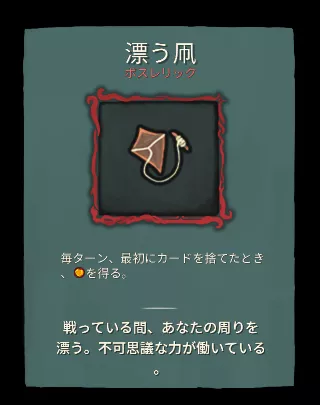 漂う凧
ボスレリック
毎ターン、最初にカードを捨てたとき
、を得る。
戦っている間、あなたの周りを
漂う。不可思議な力が働いている
。